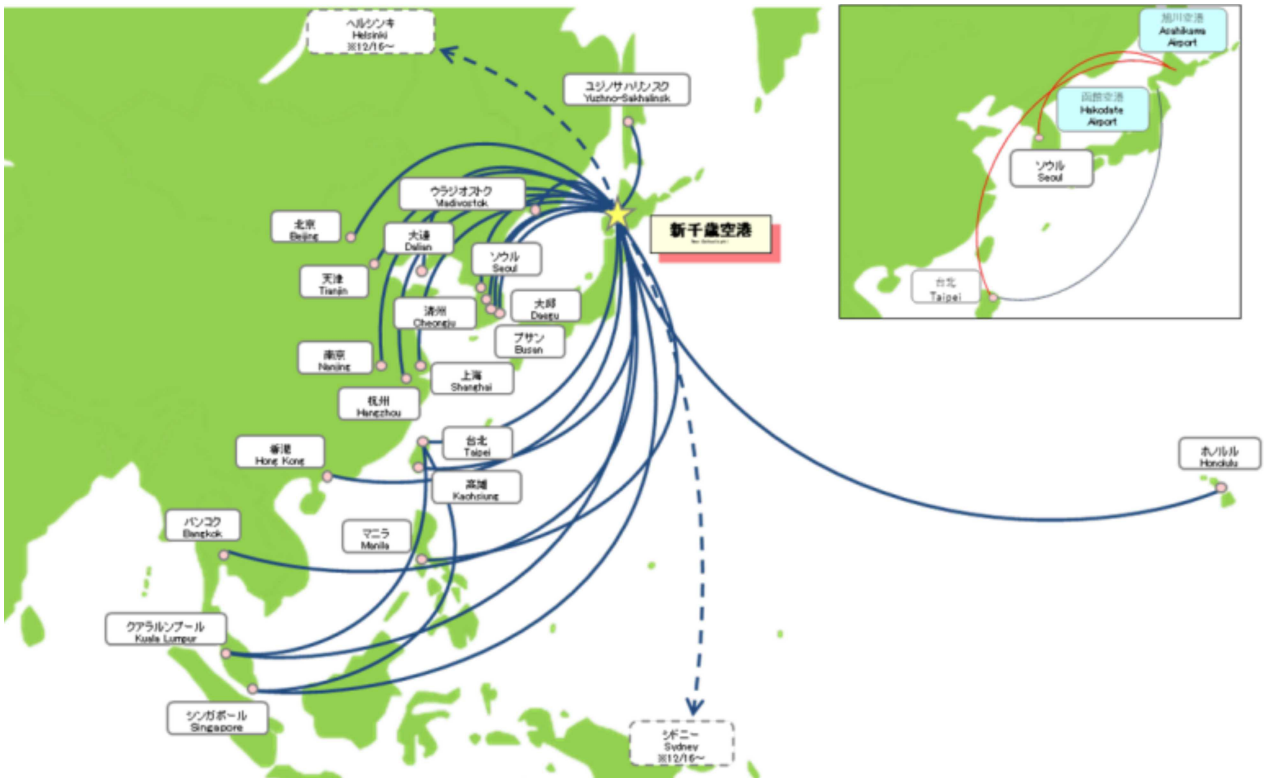 ヘルシンキ
Helsinki
※12/16～
ユジノサハリンスク
Yuzhno-Sakhalinsk
旭川空港
Asahikawa
Airport
函館空港
Hakodate
Airport
ソウル
Seoul
台北
Taipei
ウラジオストク
Vladivostok
北京
Beijing
大連
Dalian
新千歳空港
ソウル
Seoul
天津
Tianjin
清州
Cheongju
大邱
Daegu
プサン
Busan
南京
Nanjing
上海
Shanghai
杭州
Hangzhou
台北
Taipei
香港
Hong Kong
高雄
Kaohsiung
ホノルル
Honolulu
バンコク
Bangkok
マニラ
Manila
クアラルンプール
Kuala Lumpur
シンガポール
Singapore
シドニー
Sydney
※12/16～